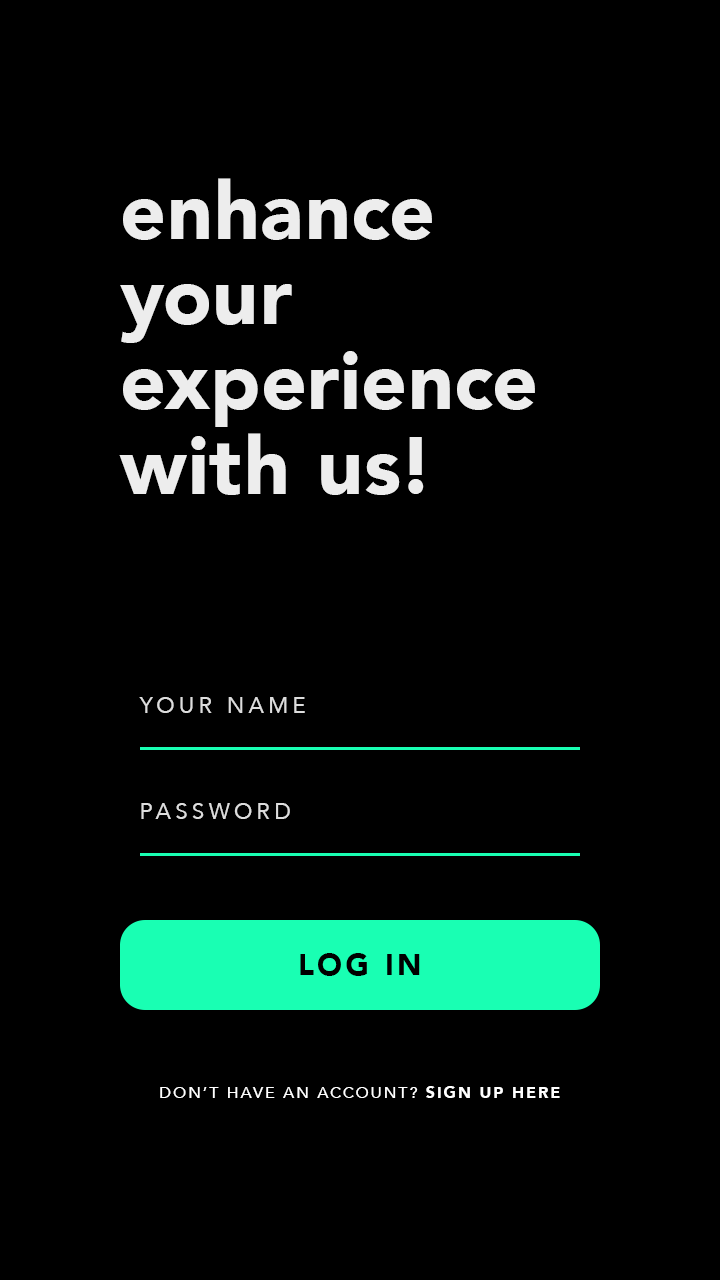 enhance
your
experience
with us!
YOUR NAME
PASSWORD
LOG IN
DON’T HAVE AN ACCOUNT? SIGN UP HERE